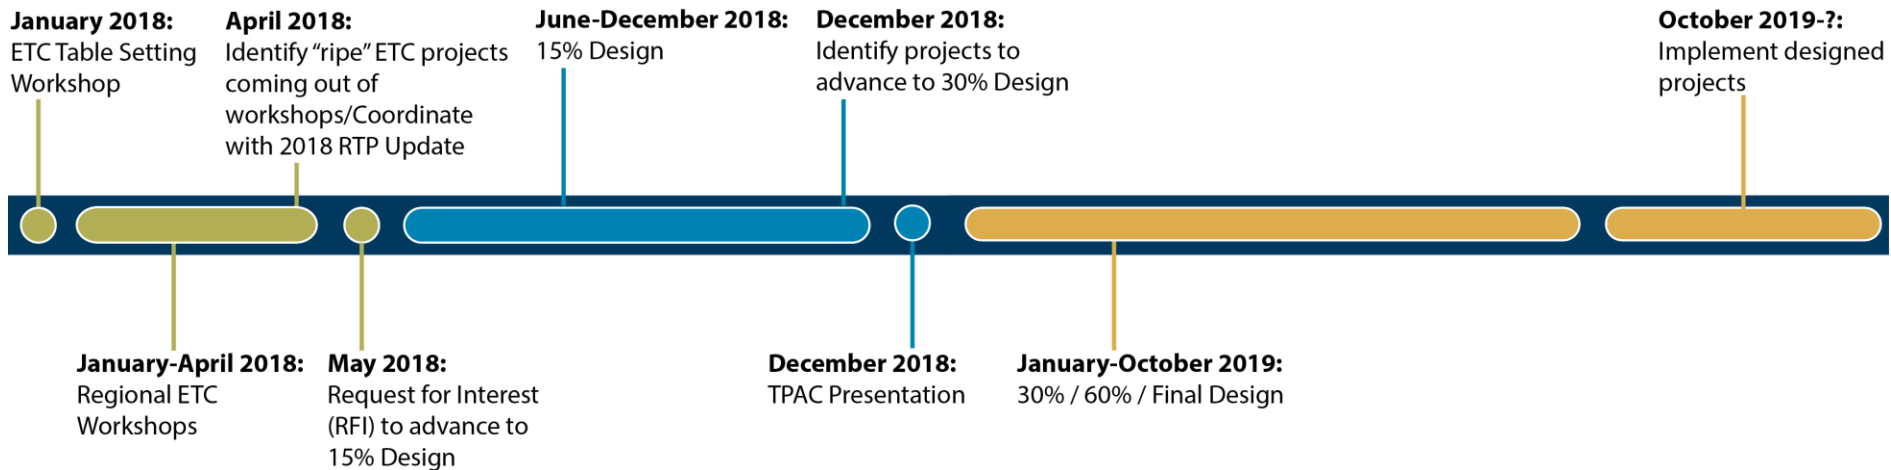 January 2018:
ETC Table Setting
Workshop
April 2018:
Identify “ripe” ETC projects
coming out of
workshops/Coordinate
with 2018 RTP Update
June-December 2018:
15% Design
December 2018:
Identify projects to
advance to 30% Design
October 2019-?:
Implement designed
projects
January-April 2018:
Regional ETC
Workshops
May 2018:
Request for Interest
(RFI) to advance to
15% Design
December 2018:
TPAC Presentation
January-October 2019:
30% / 60% / Final Design